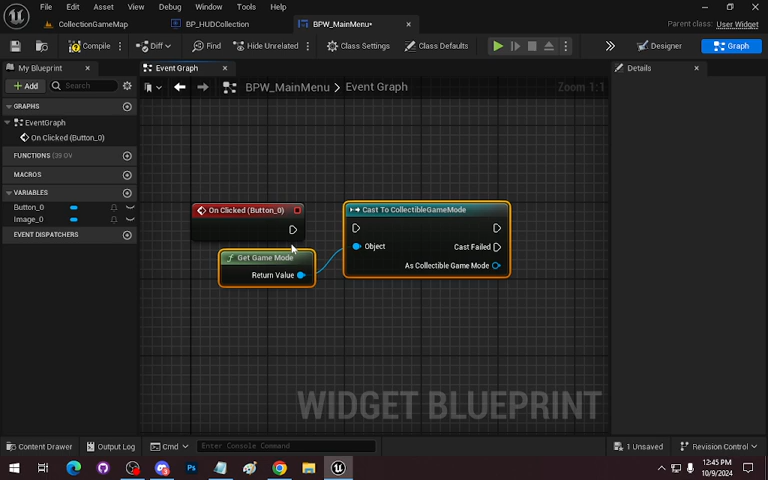 File Edit Asset View Debug Window Tools Help
CollectionGameMap
BP_HUDCollection
BPW_MainMenu•
Parent class: User Widget
Compile
Diff
Find
Hide Unrelated
Class Settings
Class Defaults
Designer
Graph
My Blueprint
Event Graph
Details
Add
Search
BPW_MainMenu > Event Graph
Zoom 1:1
GRAPHS
EventGraph
On Clicked (Button_0)
FUNCTIONS (39 OV
MACROS
VARIABLES
Button_0
Image_0
EVENT DISPATCHERS
On Clicked (Button_0)
Cast To CollectibleGameMode
Object
Cast Failed
As Collectible Game Mode
Get Game Mode
Return Value
WIDGET BLUEPRINT
Content Drawer
Output Log
Cmd
Enter Console Command
1 Unsaved
Revision Control
12:45 PM
10/9/2024